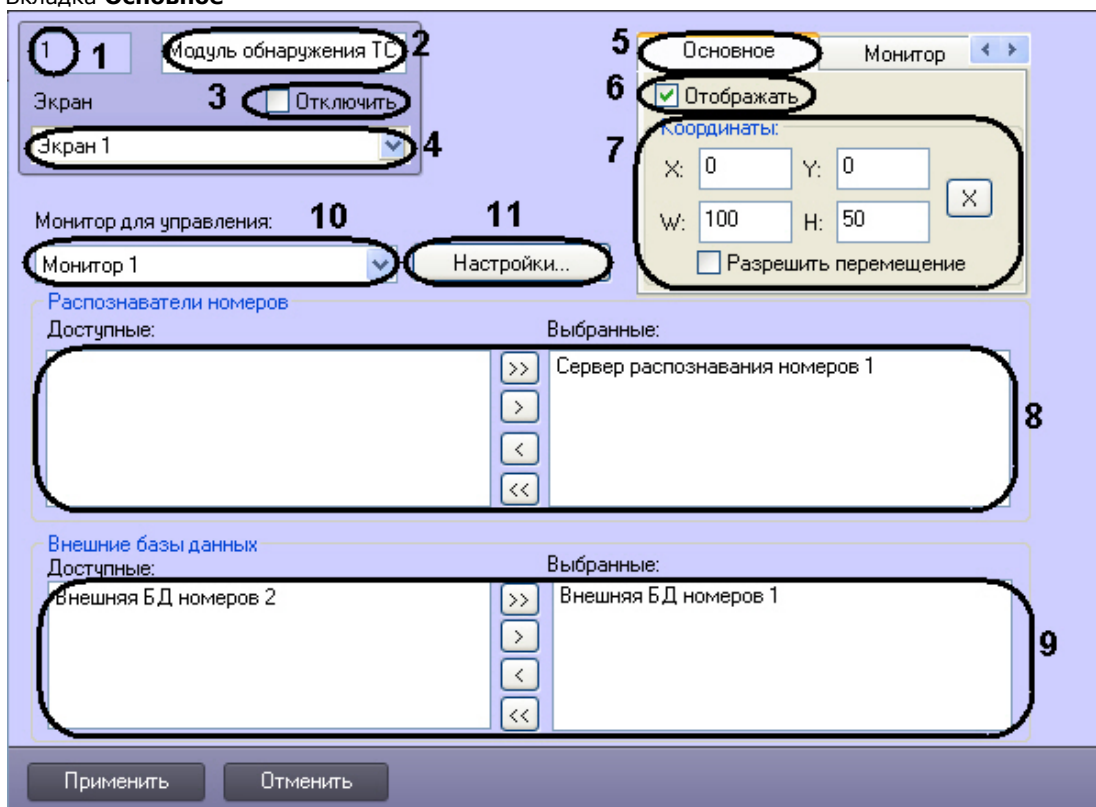 Вкладка Основное
1 1 Модуль обнаружения ТС 2
Экран 3 Отключить
Экран 1 4
5 Основное Монитор
6 Отображать
7 Координаты:
X: 0 Y: 0 X
W: 100 H: 50
Разрешить перемещение
Монитор для управления: 10 11
Монитор 1 Настройки...
Распознаватели номеров
Доступные: Выбранные:
>> Сервер распознавания номеров 1
>
<
<<
8
Внешние базы данных
Доступные: Выбранные:
Внешняя БД номеров 2 >> Внешняя БД номеров 1
>
<
<<
9
Применить Отменить